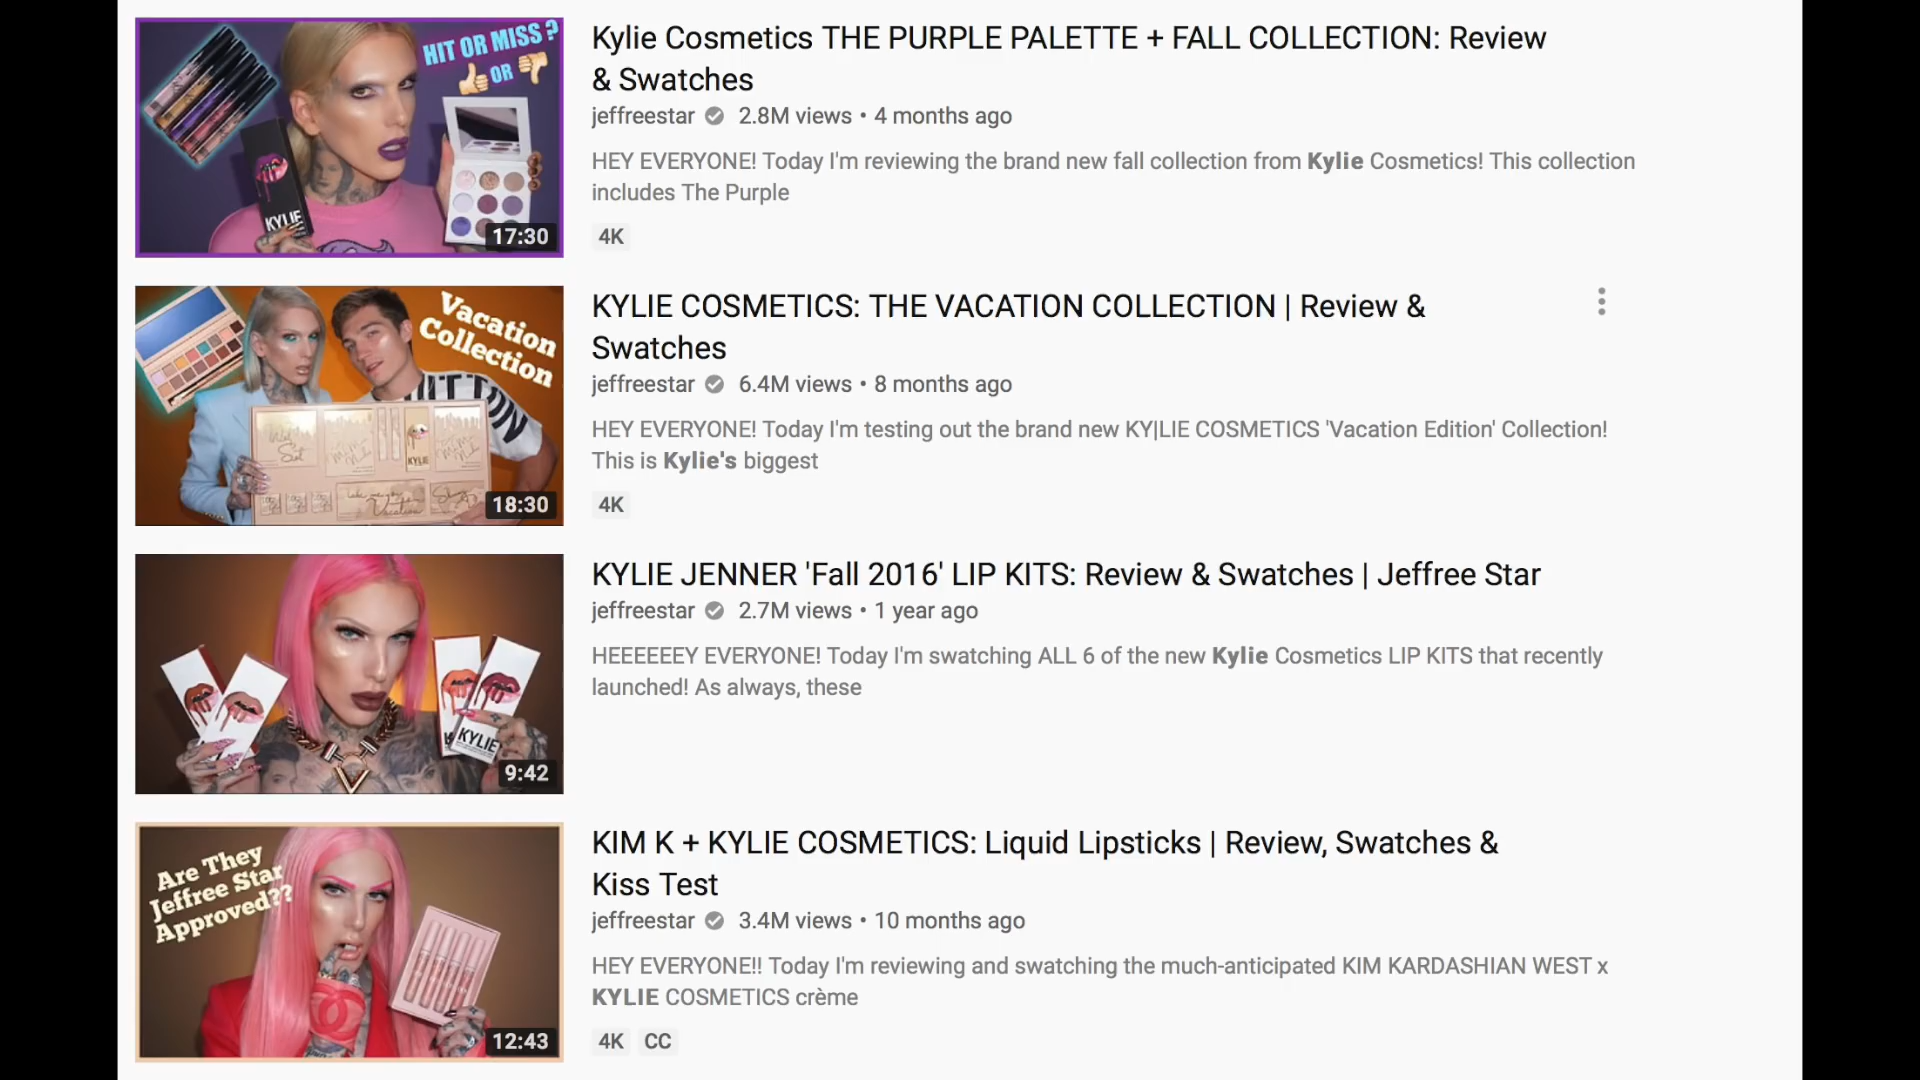 HIT OR MISS ?
OR
KYLIE
17:30
Kylie Cosmetics THE PURPLE PALETTE + FALL COLLECTION: Review
& Swatches
jeffreestar 2.8M views • 4 months ago
HEY EVERYONE! Today I'm reviewing the brand new fall collection from Kylie Cosmetics! This collection
includes The Purple
4K
Vacation
Collection
KYLIE
Vacation
18:30
KYLIE COSMETICS: THE VACATION COLLECTION | Review &
Swatches
jeffreestar 6.4M views • 8 months ago
HEY EVERYONE! Today I'm testing out the brand new KY|LIE COSMETICS 'Vacation Edition' Collection!
This is Kylie's biggest
4K
KYLIE
9:42
KYLIE JENNER 'Fall 2016' LIP KITS: Review & Swatches | Jeffree Star
jeffreestar 2.7M views • 1 year ago
HEEEEEEY EVERYONE! Today I'm swatching ALL 6 of the new Kylie Cosmetics LIP KITS that recently
launched! As always, these
Are They
Jeffree Star
Approved??
12:43
KIM K + KYLIE COSMETICS: Liquid Lipsticks | Review, Swatches &
Kiss Test
jeffreestar 3.4M views • 10 months ago
HEY EVERYONE!! Today I'm reviewing and swatching the much-anticipated KIM KARDASHIAN WEST x
KYLIE COSMETICS crème
4K CC